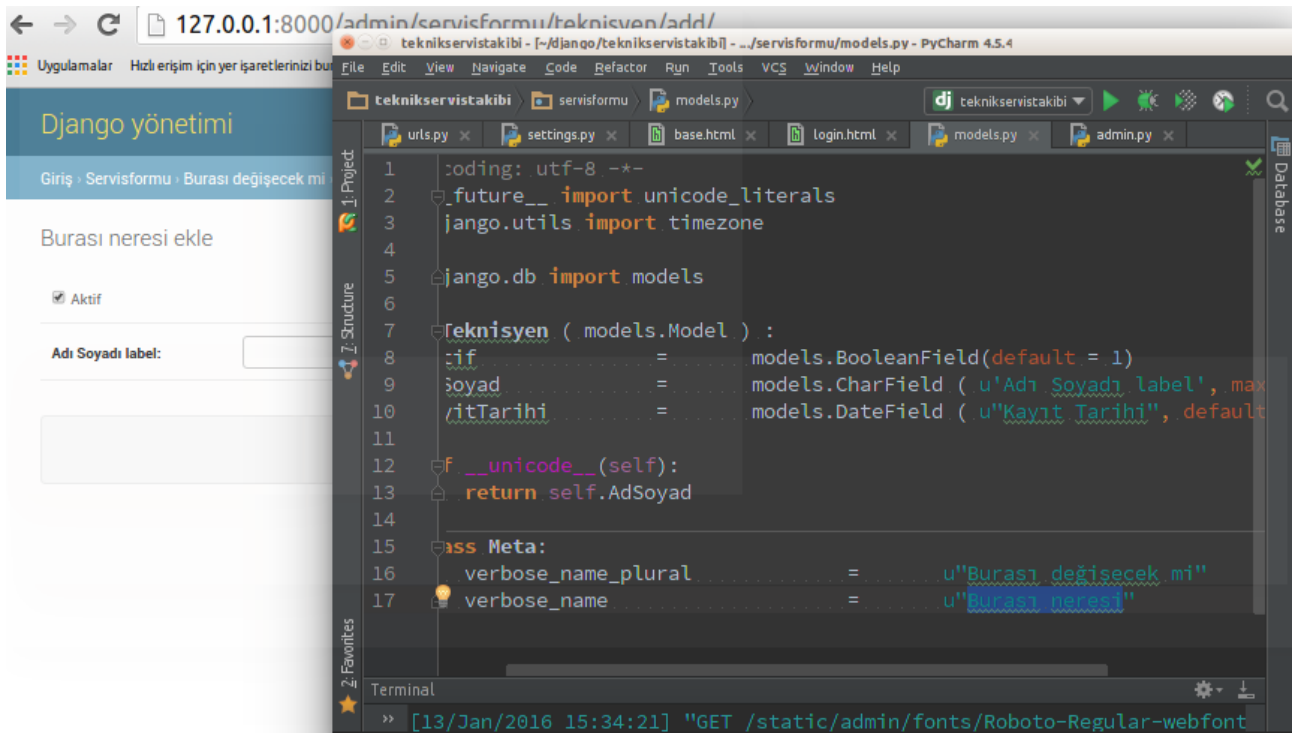 127.0.0.1:8000/admin/servisformu/teknisyen/add/
Uygulamalar Hızlı erişim için yer işaretlerinizi bu
Django yönetimi
Giriş › Servisformu › Burası değişecek mi ›
Burası neresi ekle
Aktif
Adı Soyadı label:
teknikservistakibi - [~/django/teknikservistakibi] - .../servisformu/models.py - PyCharm 4.5.4
File Edit View Navigate Code Refactor Run Tools VCS Window Help
teknikservistakibi servisformu models.py dj teknikservistakibi
urls.py settings.py base.html login.html models.py admin.py
1: Project
7: Structure
2: Favorites
Database
1 coding: utf-8 -*-
2 _future__ import unicode_literals
3 jango.utils import timezone
4
5 jango.db import models
6
7 Teknisyen ( models.Model ) :
8 tif = models.BooleanField(default = 1)
9 Soyad = models.CharField ( u'Adı Soyadı label', max
10 yitTarihi = models.DateField ( u"Kayıt Tarihi", default
11
12 f __unicode__(self):
13 return self.AdSoyad
14
15 ass Meta:
16 verbose_name_plural = u"Burası değişecek mi"
17 verbose_name = u"Burası neresi"
Terminal
» [13/Jan/2016 15:34:21] "GET /static/admin/fonts/Roboto-Regular-webfont